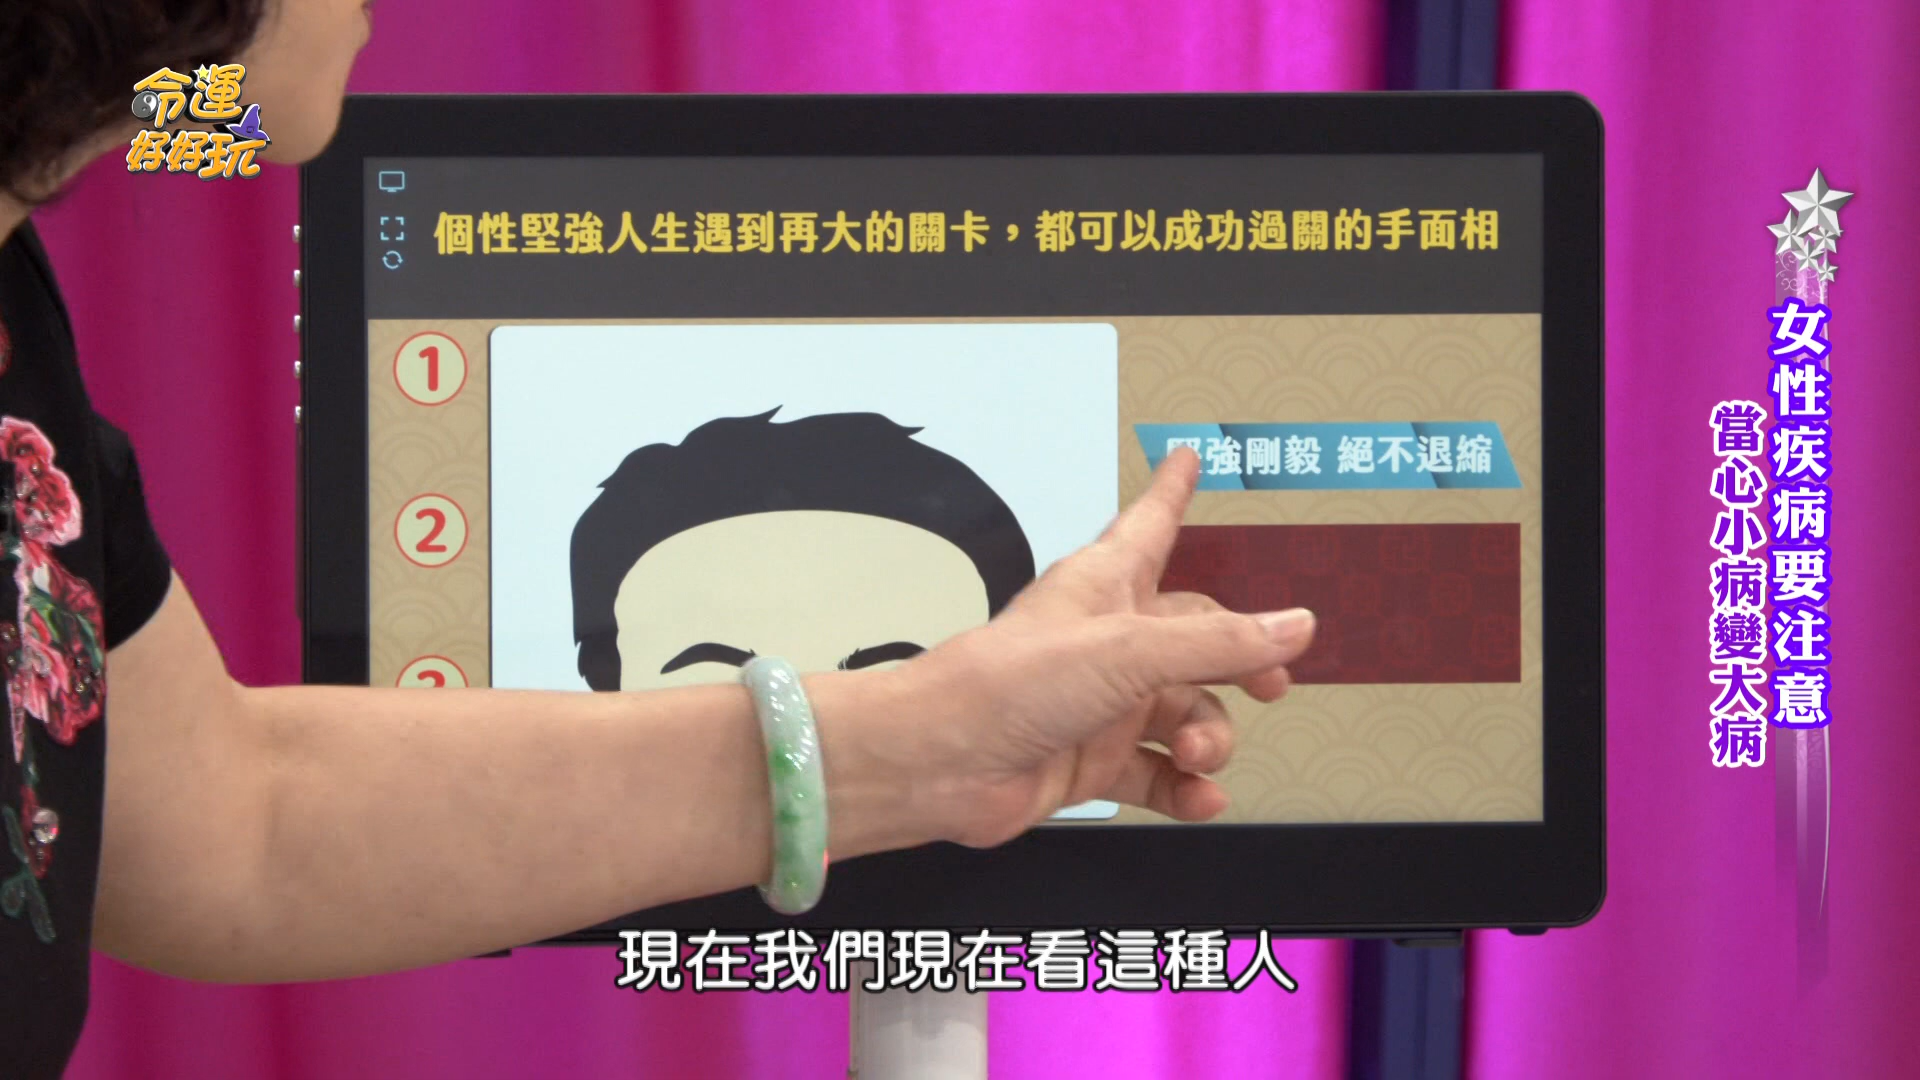 命運
好好玩
個性堅強人生遇到再大的關卡，都可以成功過關的手面相
1
2
堅強剛毅 絕不退縮
女性疾病要注意
當心小病變大病
現在我們現在看這種人